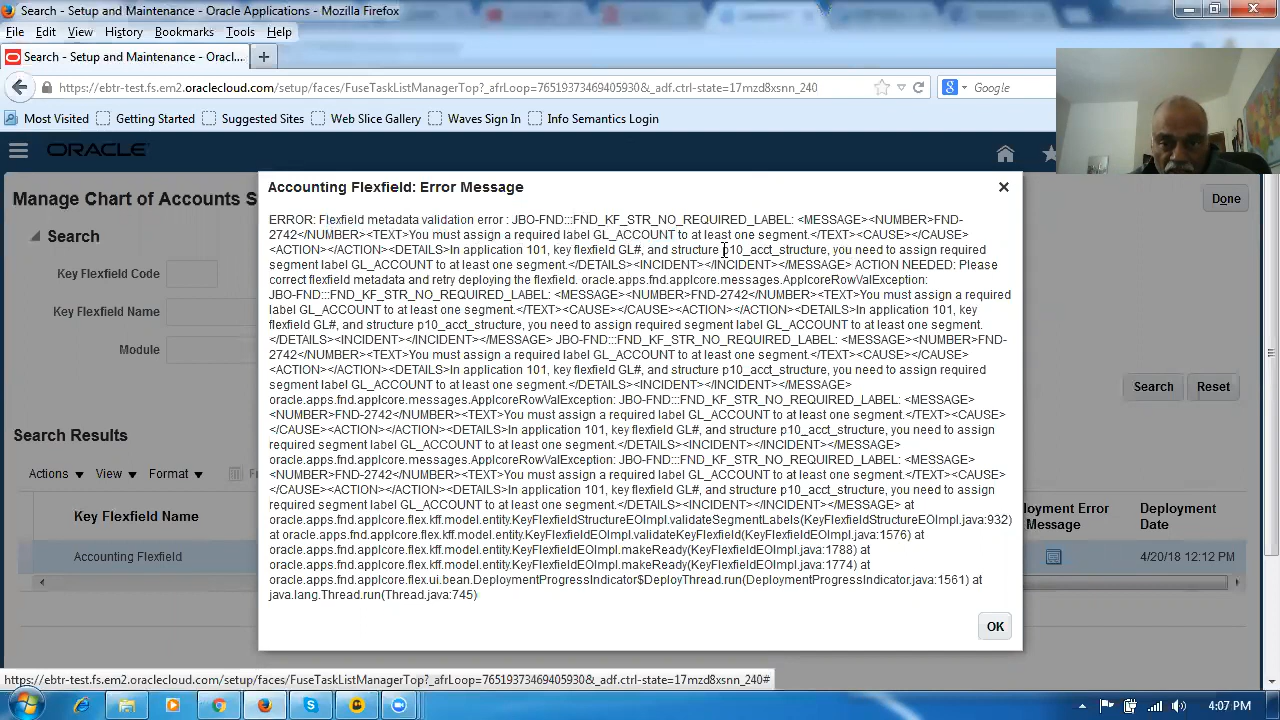 Search - Setup and Maintenance - Oracle Applications - Mozilla Firefox
File Edit View History Bookmarks Tools Help
Search - Setup and Maintenance - Oracl...
https://ebtr-test.fs.em2.oraclecloud.com/setup/faces/FuseTaskListManagerTop?_afrLoop=76519373469405930&_adf.ctrl-state=17mzd8xsnn_240
Google
Most Visited Getting Started Suggested Sites Web Slice Gallery Waves Sign In Info Semantics Login
ORACLE
Manage Chart of Accounts S
Done
Search
Key Flexfield Code
Key Flexfield Name
Module
Search Reset
Search Results
Actions View Format
Key Flexfield Name
loyment Error Message
Deployment Date
Accounting Flexfield
4/20/18 12:12 PM
Accounting Flexfield: Error Message
ERROR: Flexfield metadata validation error : JBO-FND:::FND_KF_STR_NO_REQUIRED_LABEL: <MESSAGE><NUMBER>FND-
2742</NUMBER><TEXT>You must assign a required label GL_ACCOUNT to at least one segment.</TEXT><CAUSE></CAUSE>
<ACTION></ACTION><DETAILS>In application 101, key flexfield GL#, and structure p10_acct_structure, you need to assign required
segment label GL_ACCOUNT to at least one segment.</DETAILS><INCIDENT></INCIDENT></MESSAGE> ACTION NEEDED: Please
correct flexfield metadata and retry deploying the flexfield. oracle.apps.fnd.applcore.messages.ApplcoreRowValException:
JBO-FND:::FND_KF_STR_NO_REQUIRED_LABEL: <MESSAGE><NUMBER>FND-2742</NUMBER><TEXT>You must assign a required
label GL_ACCOUNT to at least one segment.</TEXT><CAUSE></CAUSE><ACTION></ACTION><DETAILS>In application 101, key
flexfield GL#, and structure p10_acct_structure, you need to assign required segment label GL_ACCOUNT to at least one segment.
</DETAILS><INCIDENT></INCIDENT></MESSAGE> JBO-FND:::FND_KF_STR_NO_REQUIRED_LABEL: <MESSAGE><NUMBER>FND-
2742</NUMBER><TEXT>You must assign a required label GL_ACCOUNT to at least one segment.</TEXT><CAUSE></CAUSE>
<ACTION></ACTION><DETAILS>In application 101, key flexfield GL#, and structure p10_acct_structure, you need to assign required
segment label GL_ACCOUNT to at least one segment.</DETAILS><INCIDENT></INCIDENT></MESSAGE>
oracle.apps.fnd.applcore.messages.ApplcoreRowValException: JBO-FND:::FND_KF_STR_NO_REQUIRED_LABEL: <MESSAGE>
<NUMBER>FND-2742</NUMBER><TEXT>You must assign a required label GL_ACCOUNT to at least one segment.</TEXT><CAUSE>
</CAUSE><ACTION></ACTION><DETAILS>In application 101, key flexfield GL#, and structure p10_acct_structure, you need to assign
required segment label GL_ACCOUNT to at least one segment.</DETAILS><INCIDENT></INCIDENT></MESSAGE>
oracle.apps.fnd.applcore.messages.ApplcoreRowValException: JBO-FND:::FND_KF_STR_NO_REQUIRED_LABEL: <MESSAGE>
<NUMBER>FND-2742</NUMBER><TEXT>You must assign a required label GL_ACCOUNT to at least one segment.</TEXT><CAUSE>
</CAUSE><ACTION></ACTION><DETAILS>In application 101, key flexfield GL#, and structure p10_acct_structure, you need to assign
required segment label GL_ACCOUNT to at least one segment.</DETAILS><INCIDENT></INCIDENT></MESSAGE> at
oracle.apps.fnd.applcore.flex.kff.model.entity.KeyFlexfieldStructureEOImpl.validateSegmentLabels(KeyFlexfieldStructureEOImpl.java:932)
at oracle.apps.fnd.applcore.flex.kff.model.entity.KeyFlexfieldEOImpl.validateKeyFlexfield(KeyFlexfieldEOImpl.java:1576) at
oracle.apps.fnd.applcore.flex.kff.model.entity.KeyFlexfieldEOImpl.makeReady(KeyFlexfieldEOImpl.java:1788) at
oracle.apps.fnd.applcore.flex.kff.model.entity.KeyFlexfieldEOImpl.makeReady(KeyFlexfieldEOImpl.java:1774) at
oracle.apps.fnd.applcore.flex.ui.bean.DeploymentProgressIndicator$DeployThread.run(DeploymentProgressIndicator.java:1561) at
java.lang.Thread.run(Thread.java:745)
OK
https://ebtr-test.fs.em2.oraclecloud.com/setup/faces/FuseTaskListManagerTop?_afrLoop=76519373469405930&_adf.ctrl-state=17mzd8xsnn_240#
4:07 PM